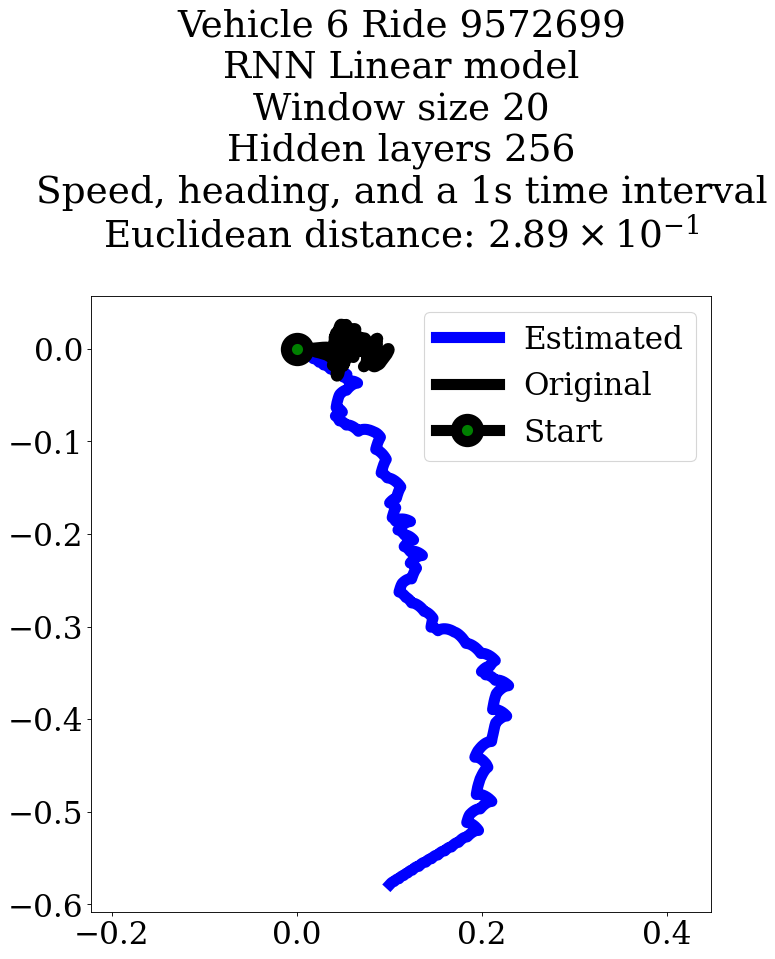 Vehicle 6 Ride 9572699
RNN Linear model
Window size 20
Hidden layers 256
Speed, heading, and a 1s time interval
Euclidean distance: 2.89 × 10⁻¹
Estimated
Original
Start
0.0
−0.1
−0.2
−0.3
−0.4
−0.5
−0.6
−0.2 0.0 0.2 0.4